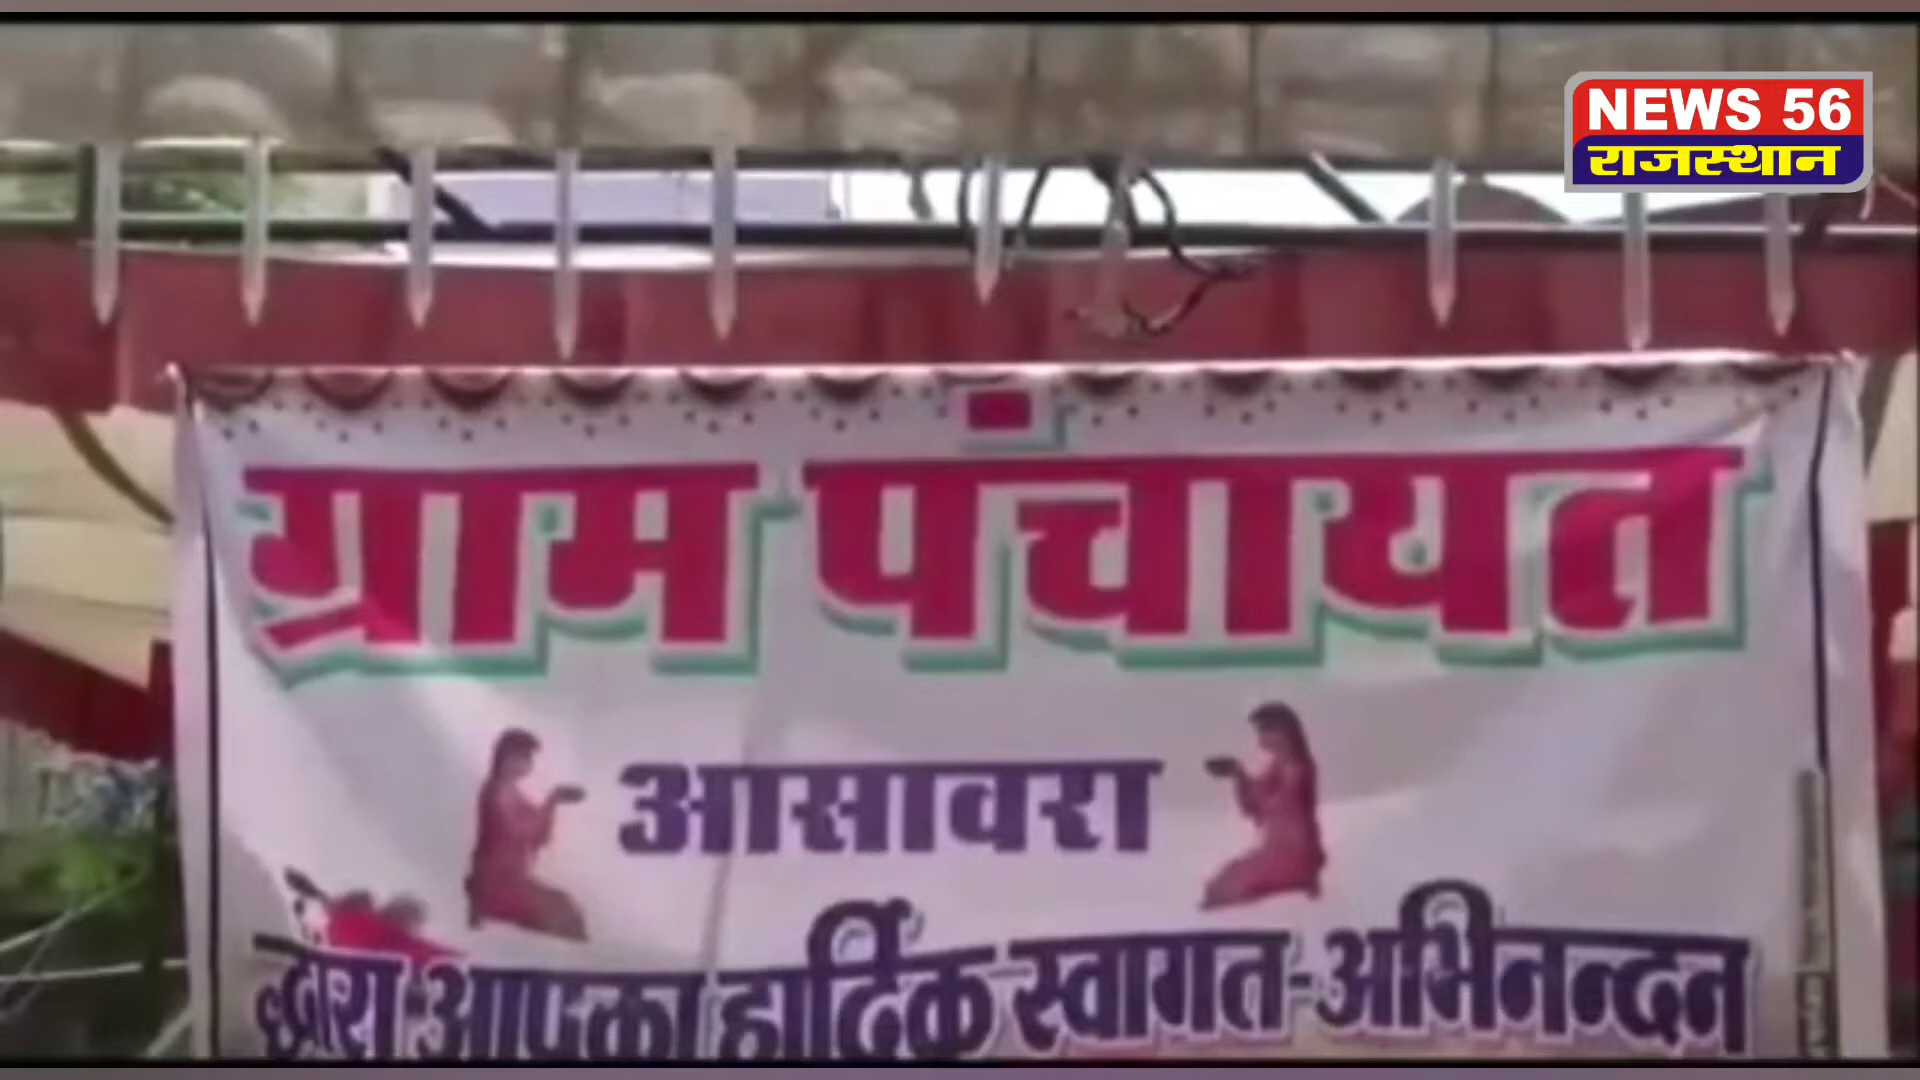 NEWS 56
राजस्थान
ग्राम पंचायत
आसावरा
द्वारा आपका हार्दिक स्वागत-अभिनन्दन